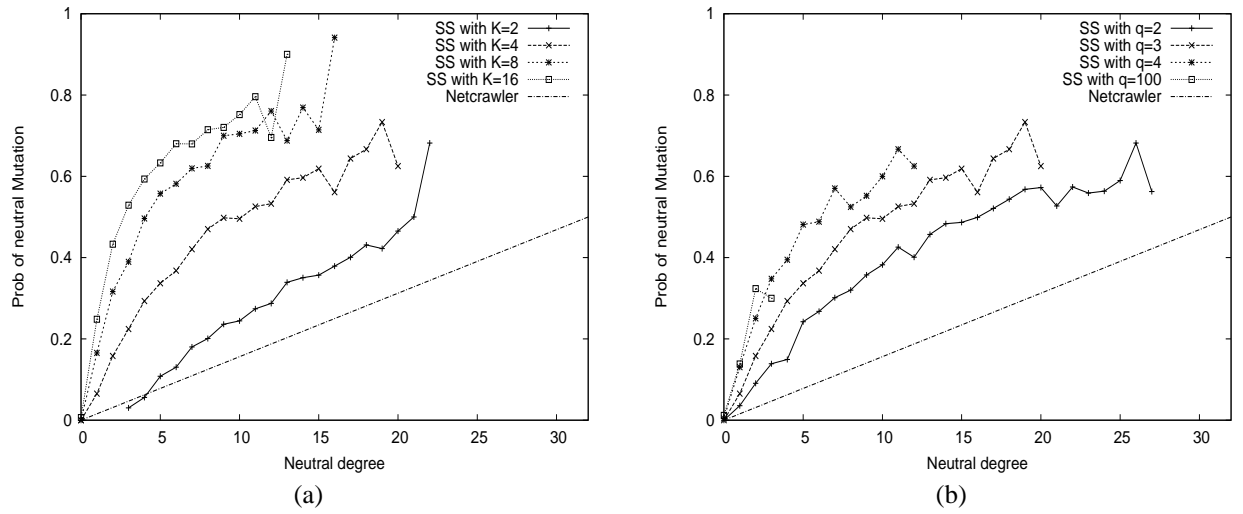 SS with K=2
SS with K=4
SS with K=8
SS with K=16
Netcrawler
Prob of neutral Mutation
1
0.8
0.6
0.4
0.2
0
0 5 10 15 20 25 30
Neutral degree
(a)
SS with q=2
SS with q=3
SS with q=4
SS with q=100
Netcrawler
Prob of neutral Mutation
1
0.8
0.6
0.4
0.2
0
0 5 10 15 20 25 30
Neutral degree
(b)